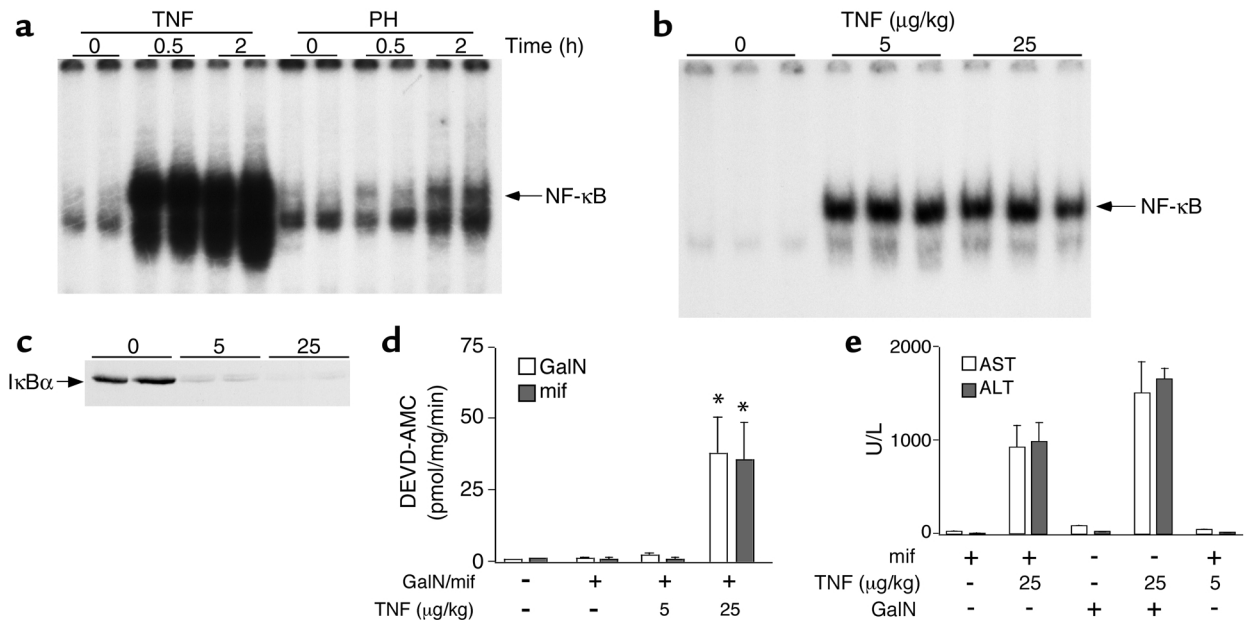 a
TNF PH
0 0.5 2 0 0.5 2 Time (h)
NF-κB
b
TNF (μg/kg)
0 5 25
NF-κB
c
0 5 25
IκBα
d
75
50
25
0
DEVD-AMC
(pmol/mg/min)
GalN
mif
* *
GalN/mif - + + +
TNF (μg/kg) - - 5 25
e
2000
1000
0
U/L
AST
ALT
mif + + - - +
TNF (μg/kg) - 25 - 25 5
GalN - - + + -